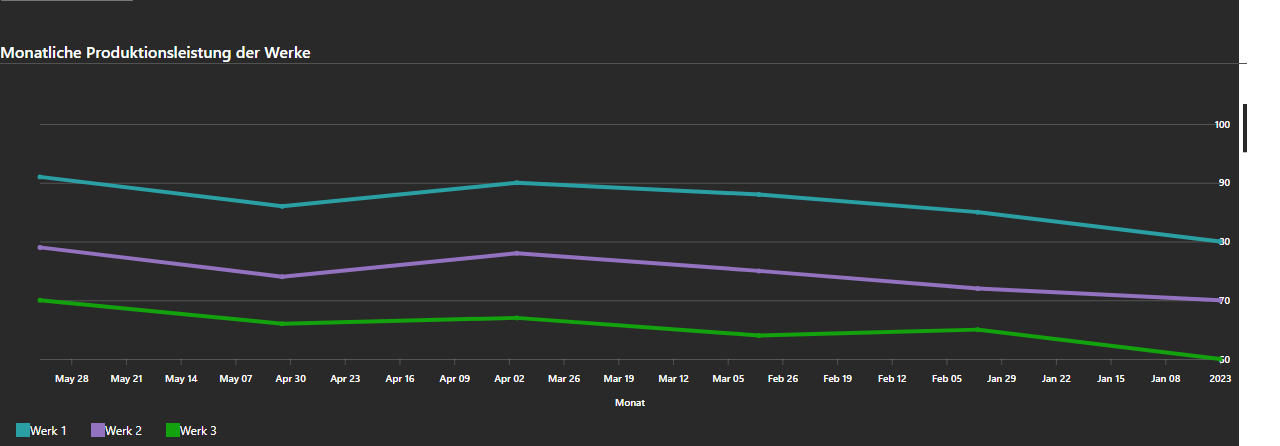 Monatliche Produktionsleistung der Werke
100
90
80
70
60
May 28 May 21 May 14 May 07 Apr 30 Apr 23 Apr 16 Apr 09 Apr 02 Mar 26 Mar 19 Mar 12 Mar 05 Feb 26 Feb 19 Feb 12 Feb 05 Jan 29 Jan 22 Jan 15 Jan 08 2023
Monat
Werk 1 Werk 2 Werk 3